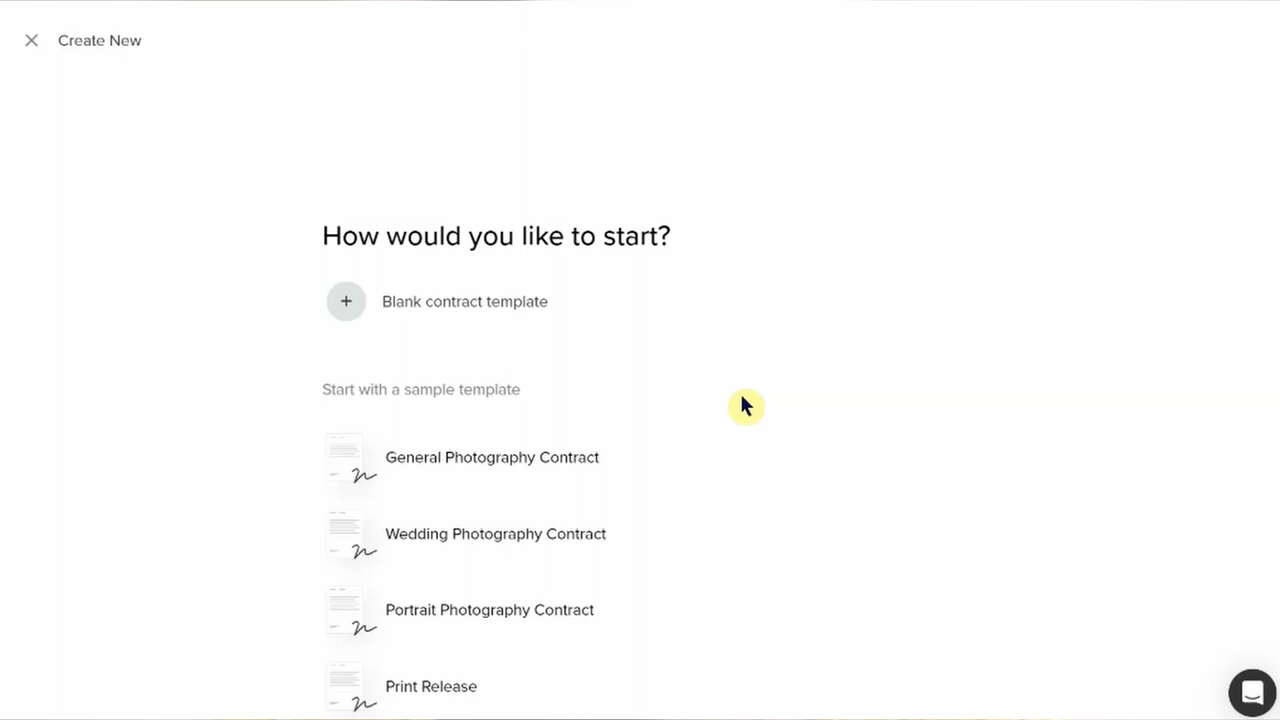 Create New
How would you like to start?
Blank contract template
Start with a sample template
General Photography Contract
Wedding Photography Contract
Portrait Photography Contract
Print Release